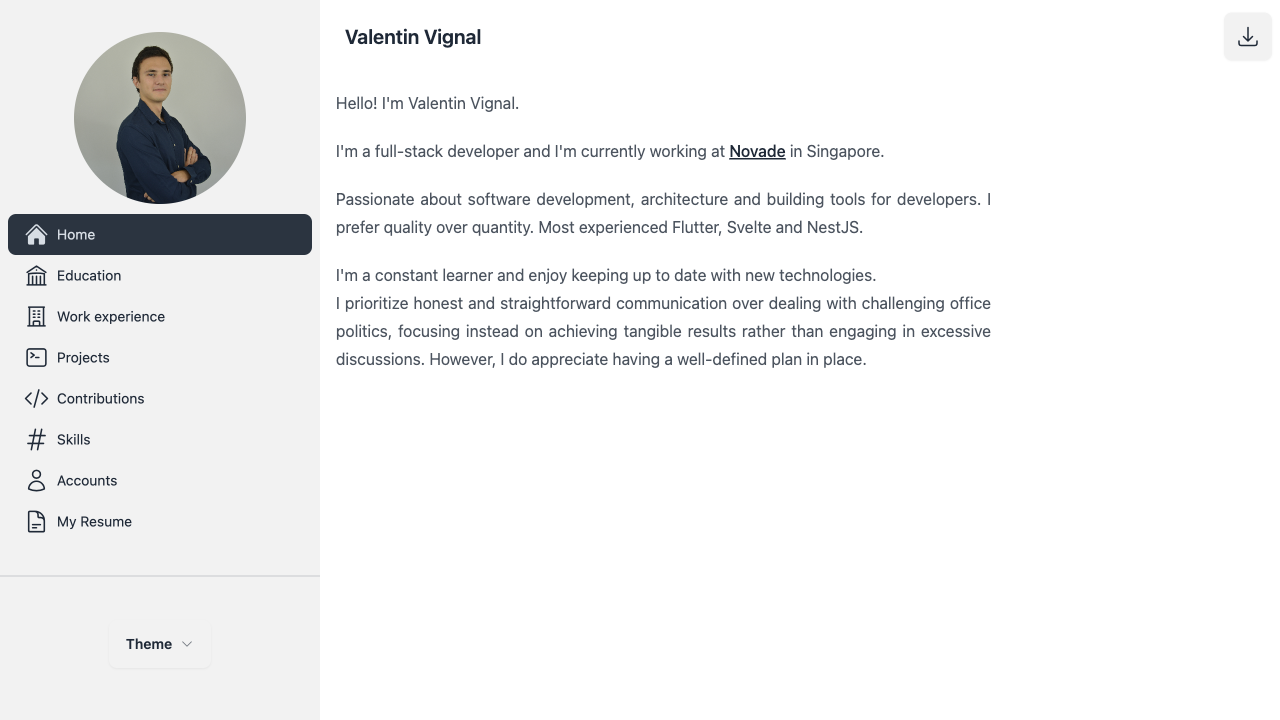 Valentin Vignal
Hello! I'm Valentin Vignal.
I'm a full-stack developer and I'm currently working at Novade in Singapore.
Passionate about software development, architecture and building tools for developers. I
prefer quality over quantity. Most experienced Flutter, Svelte and NestJS.
I'm a constant learner and enjoy keeping up to date with new technologies.
I prioritize honest and straightforward communication over dealing with challenging office
politics, focusing instead on achieving tangible results rather than engaging in excessive
discussions. However, I do appreciate having a well-defined plan in place.
Home
Education
Work experience
Projects
Contributions
Skills
Accounts
My Resume
Theme